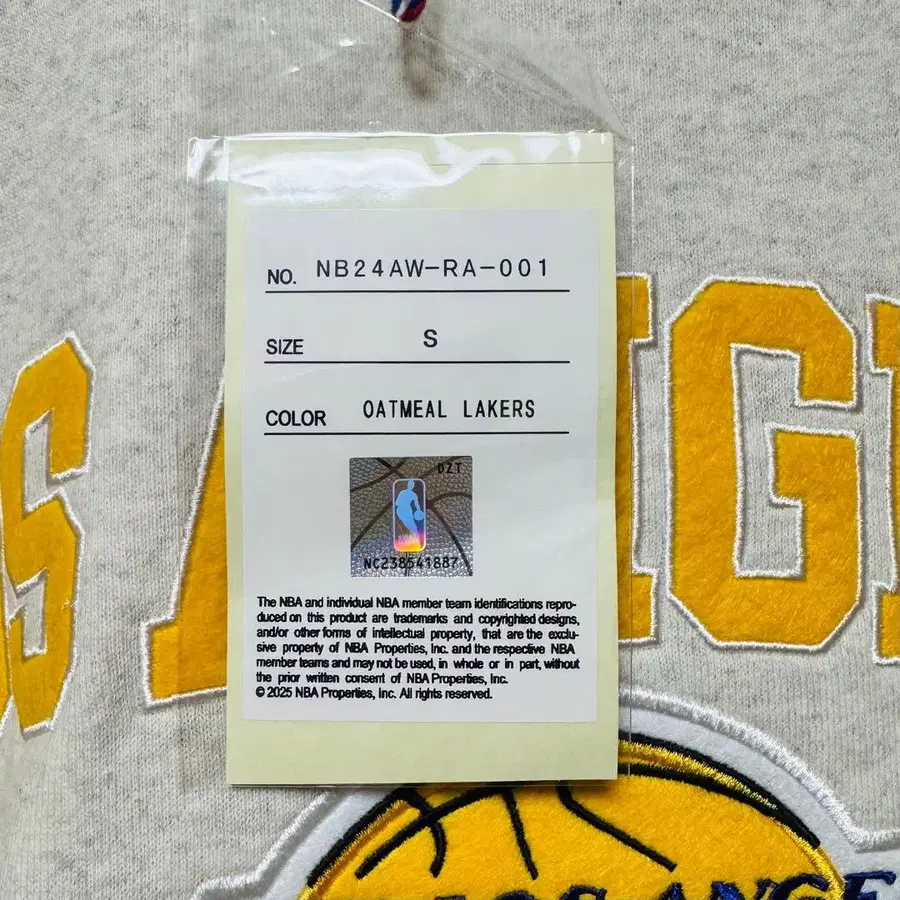 NO. NB24AW-RA-001
SIZE S
COLOR OATMEAL LAKERS
DZT
NC238541887
The NBA and individual NBA member team identifications repro-
duced on this product are trademarks and copyrighted designs,
and/or other forms of intellectual property, that are the exclu-
sive property of NBA Properties, Inc. and the respective NBA
member teams and may not be used, in whole or in part, without
the prior written consent of NBA Properties, Inc.
© 2025 NBA Properties, Inc. All rights reserved.